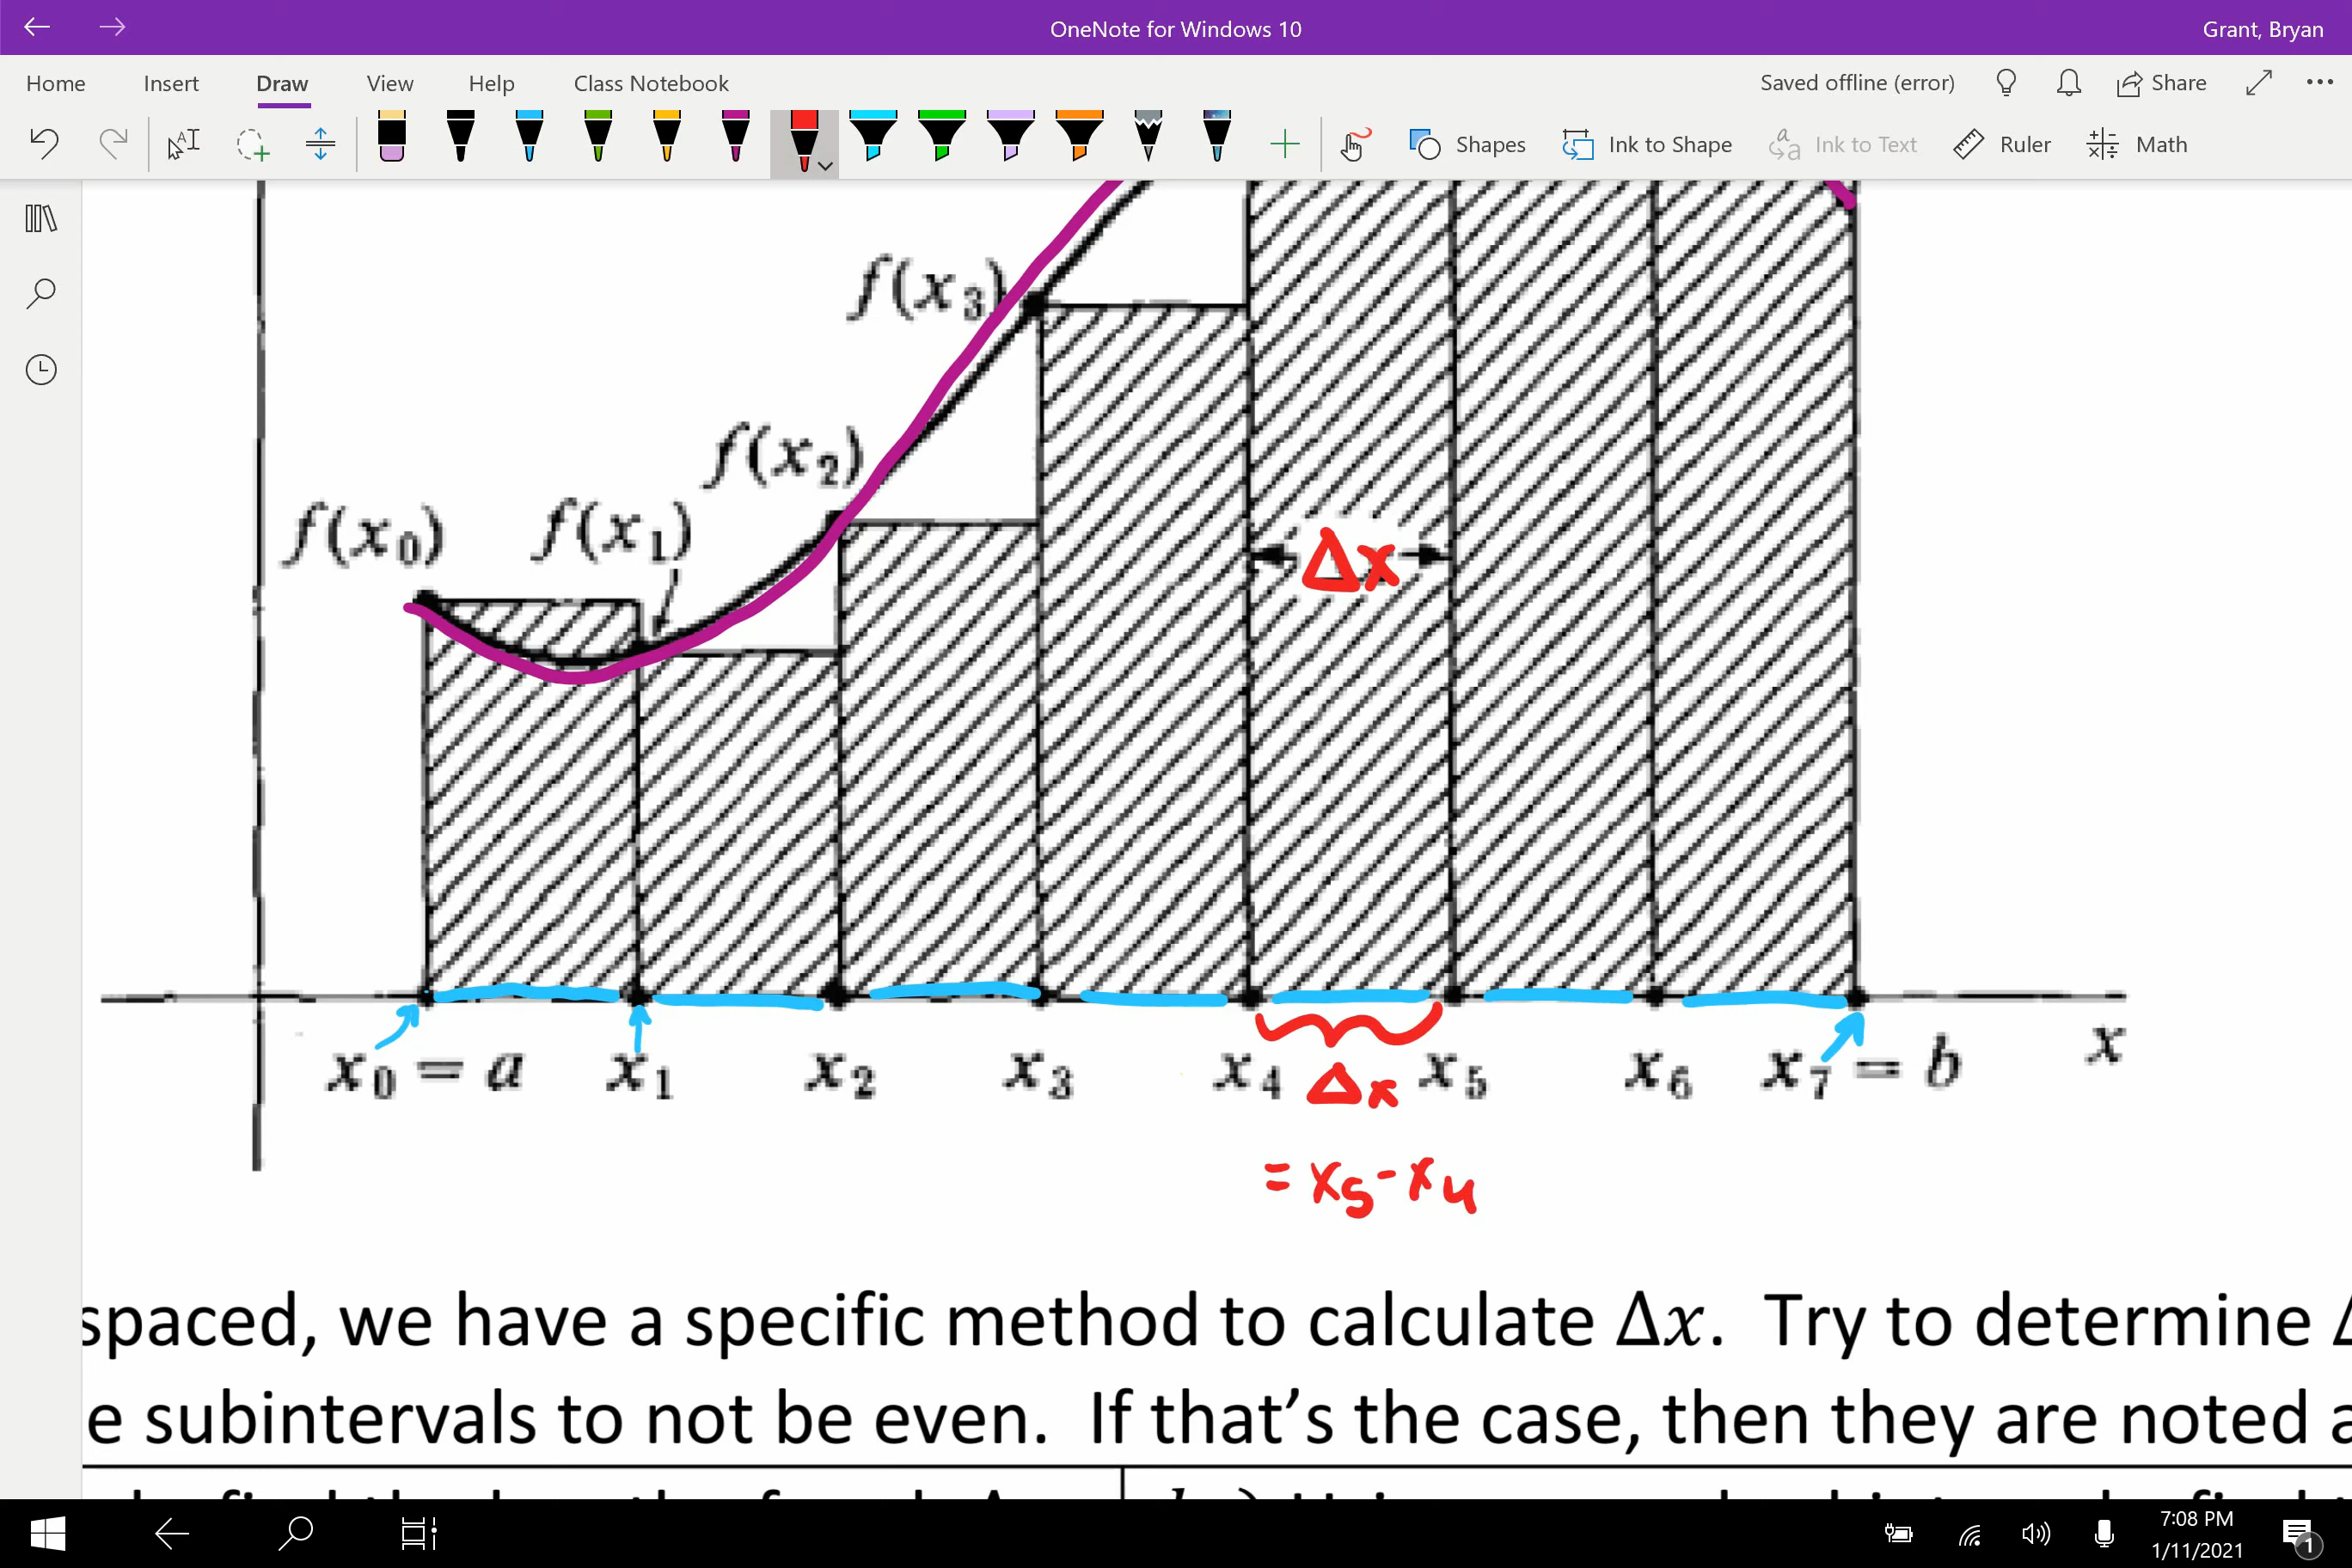 OneNote for Windows 10
Grant, Bryan
Home Insert Draw View Help Class Notebook
Saved offline (error) Share
Shapes Ink to Shape Ink to Text Ruler Math
f(x₃)
f(x₂)
f(x₀) f(x₁)
Δx
x₀ = a x₁ x₂ x₃ x₄ Δx x₅ x₆ x₇ = b x
= x₅ - x₄
spaced, we have a specific method to calculate Δx. Try to determine
e subintervals to not be even. If that's the case, then they are noted a
7:08 PM
1/11/2021
1